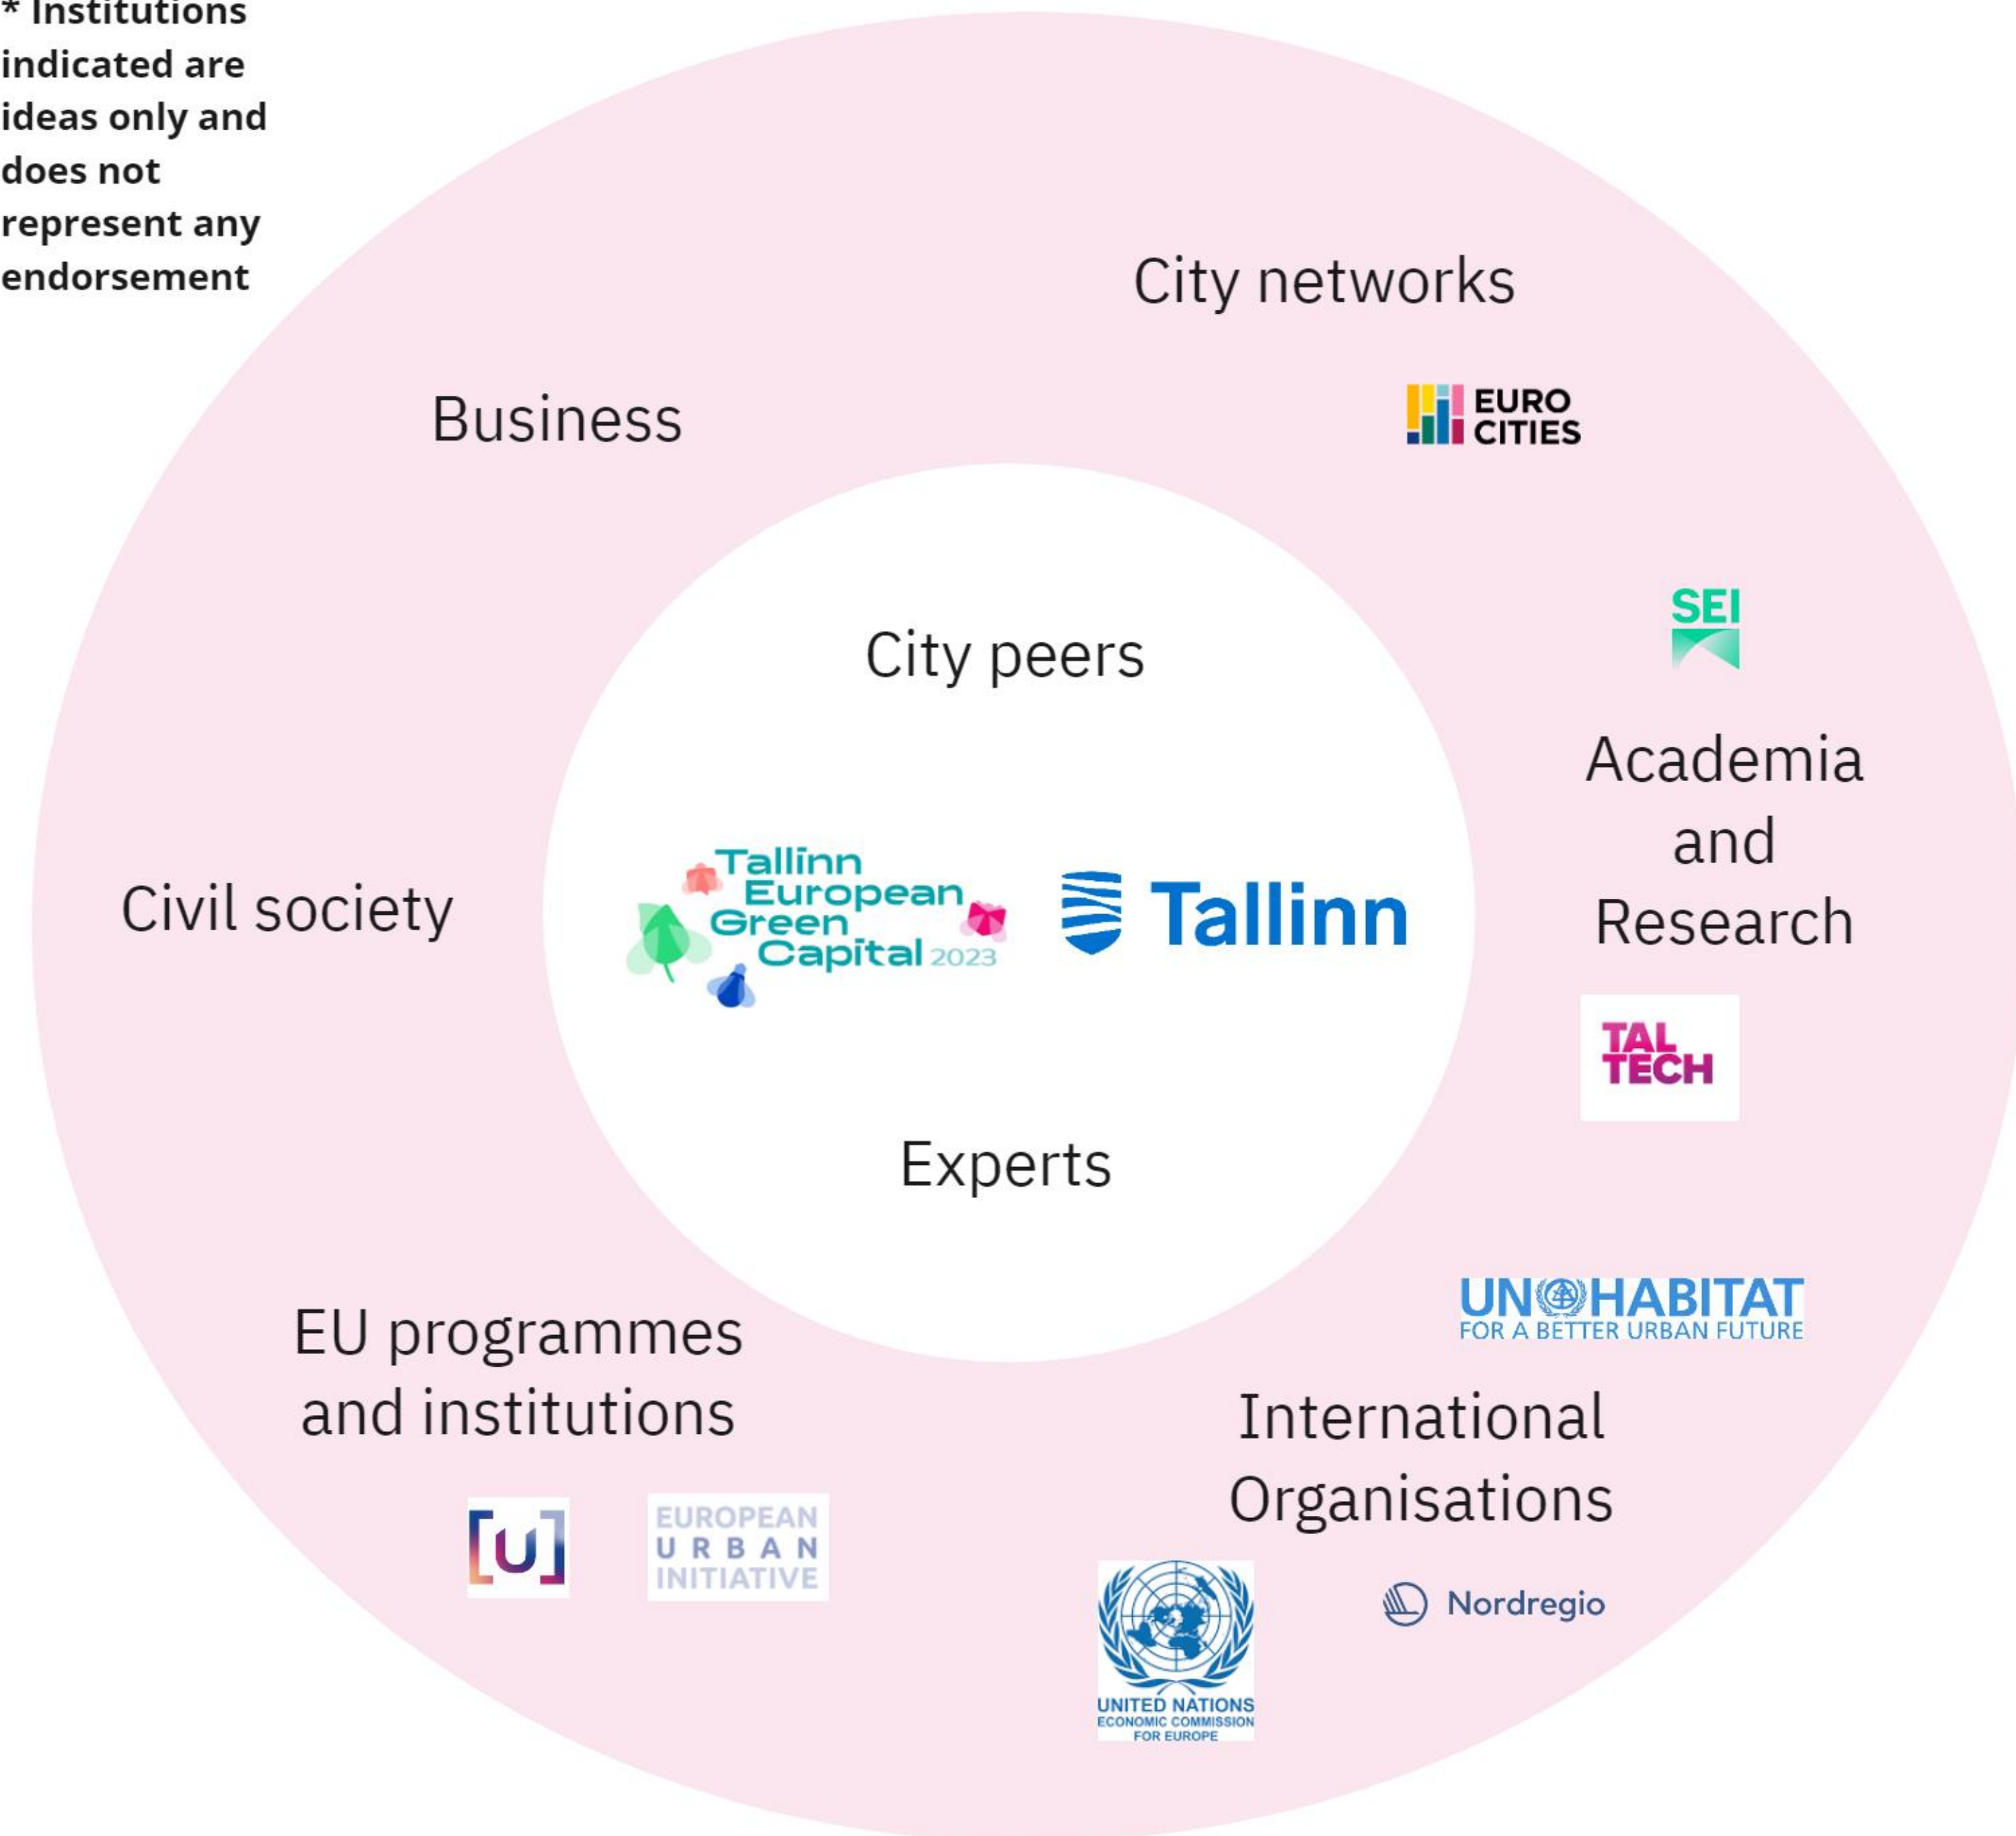 * Institutions
indicated are
ideas only and
does not
represent any
endorsement
City networks
EURO
CITIES
Business
City peers
SEI
Academia
and
Research
Tallinn
European
Green
Capital 2023
Tallinn
Civil society
TAL
TECH
Experts
UN HABITAT
FOR A BETTER URBAN FUTURE
EU programmes
and institutions
International
Organisations
[U]
EUROPEAN
URBAN
INITIATIVE
Nordregio
UNITED NATIONS
ECONOMIC COMMISSION
FOR EUROPE